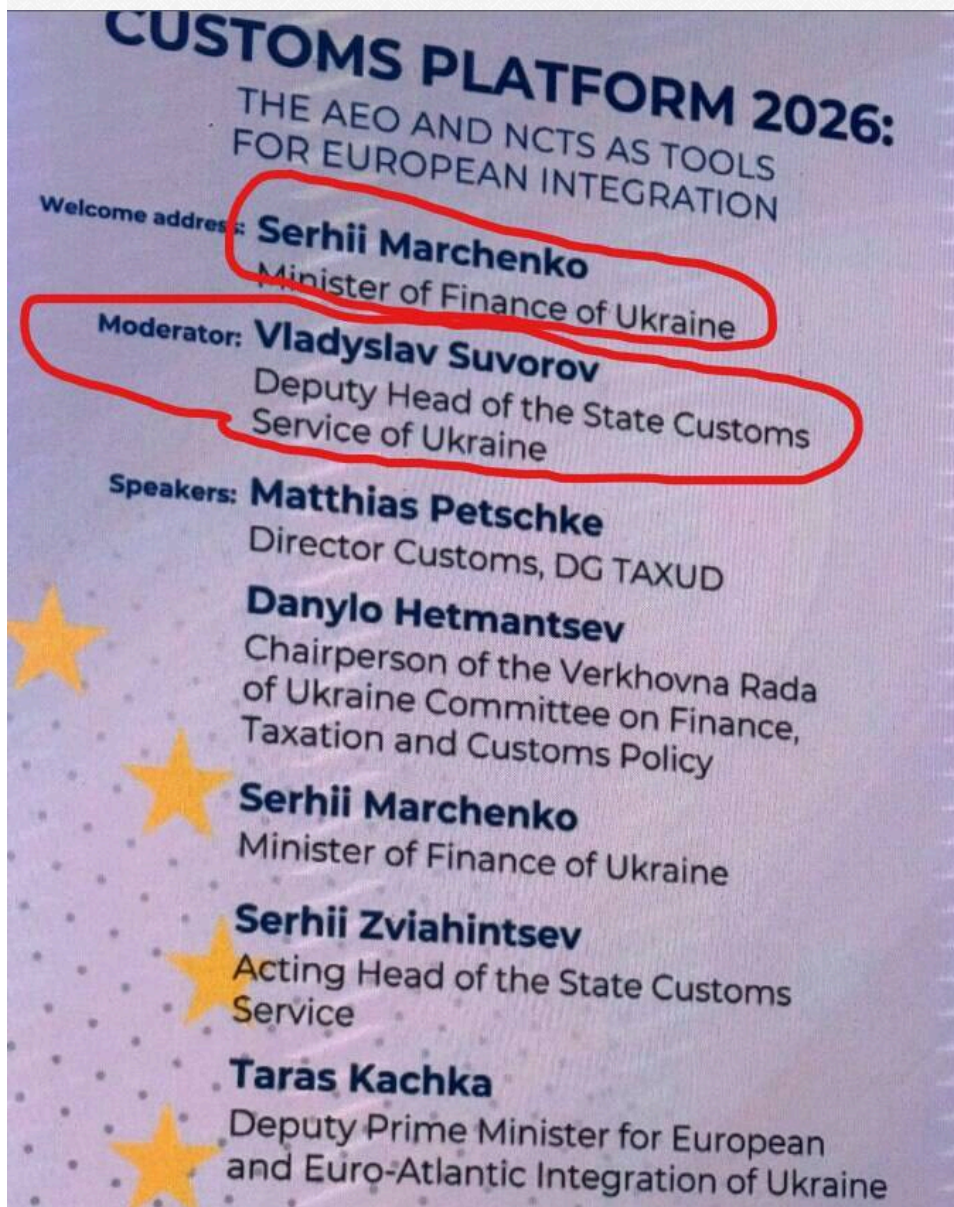 CUSTOMS PLATFORM 2026:
THE AEO AND NCTS AS TOOLS
FOR EUROPEAN INTEGRATION
Welcome address: Serhii Marchenko
Minister of Finance of Ukraine
Moderator: Vladyslav Suvorov
Deputy Head of the State Customs
Service of Ukraine
Speakers: Matthias Petschke
Director Customs, DG TAXUD
Danylo Hetmantsev
Chairperson of the Verkhovna Rada
of Ukraine Committee on Finance,
Taxation and Customs Policy
Serhii Marchenko
Minister of Finance of Ukraine
Serhii Zviahintsev
Acting Head of the State Customs
Service
Taras Kachka
Deputy Prime Minister for European
and Euro-Atlantic Integration of Ukraine